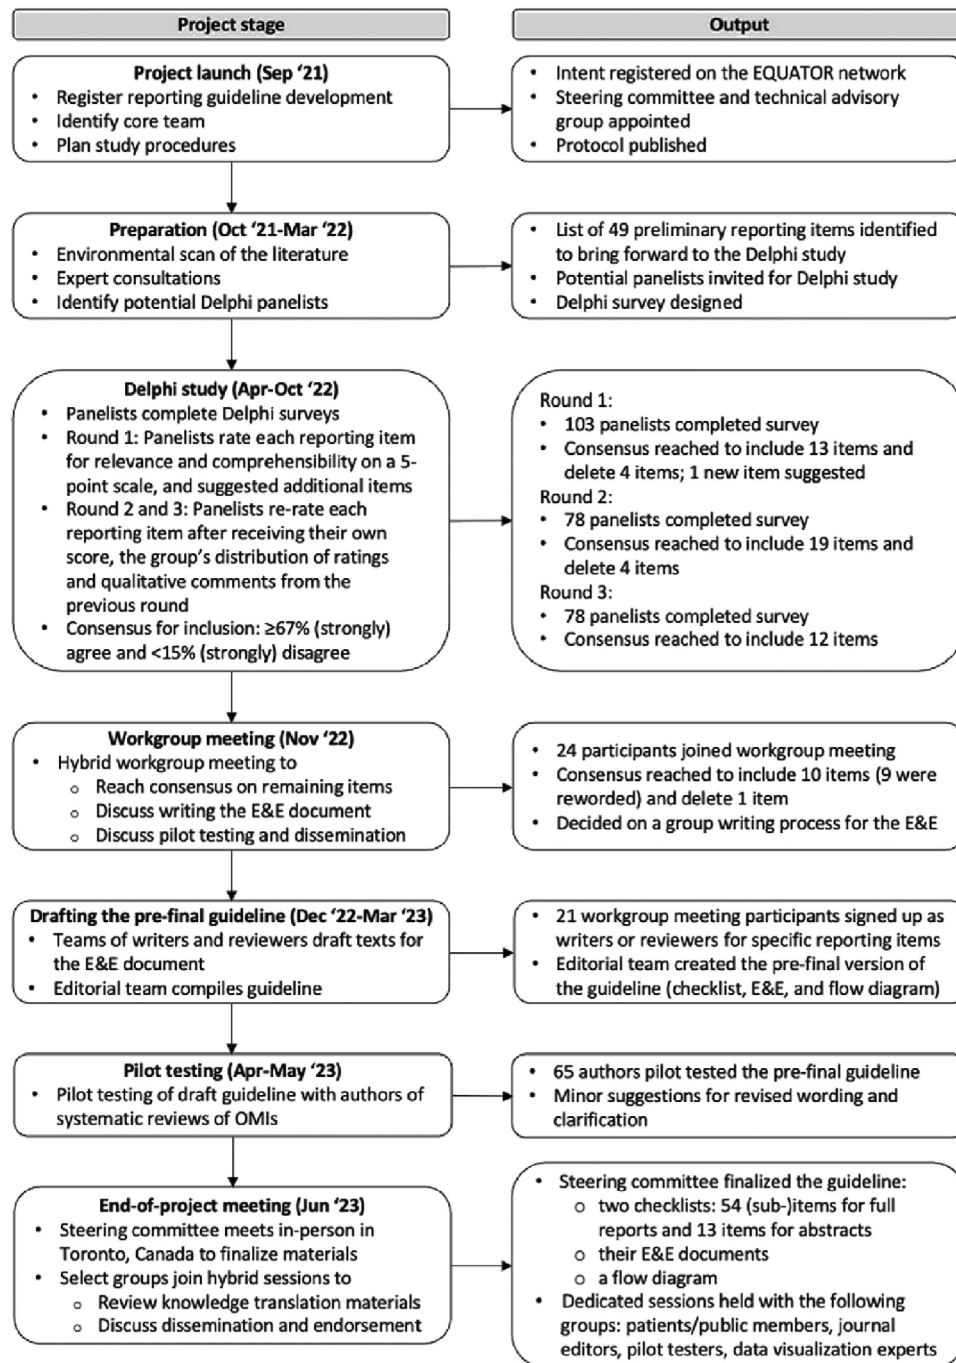 Project stage
Output
Project launch (Sep ‘21)
• Register reporting guideline development
• Identify core team
• Plan study procedures
• Intent registered on the EQUATOR network
• Steering committee and technical advisory
group appointed
• Protocol published
Preparation (Oct ‘21-Mar ‘22)
• Environmental scan of the literature
• Expert consultations
• Identify potential Delphi panelists
• List of 49 preliminary reporting items identified
to bring forward to the Delphi study
• Potential panelists invited for Delphi study
• Delphi survey designed
Delphi study (Apr-Oct ‘22)
• Panelists complete Delphi surveys
• Round 1: Panelists rate each reporting item
for relevance and comprehensibility on a 5-
point scale, and suggested additional items
• Round 2 and 3: Panelists re-rate each
reporting item after receiving their own
score, the group’s distribution of ratings
and qualitative comments from the
previous round
• Consensus for inclusion: ≥67% (strongly)
agree and <15% (strongly) disagree
Round 1:
• 103 panelists completed survey
• Consensus reached to include 13 items and
delete 4 items; 1 new item suggested
Round 2:
• 78 panelists completed survey
• Consensus reached to include 19 items and
delete 4 items
Round 3:
• 78 panelists completed survey
• Consensus reached to include 12 items
Workgroup meeting (Nov ‘22)
• Hybrid workgroup meeting to
o Reach consensus on remaining items
o Discuss writing the E&E document
o Discuss pilot testing and dissemination
• 24 participants joined workgroup meeting
• Consensus reached to include 10 items (9 were
reworded) and delete 1 item
• Decided on a group writing process for the E&E
Drafting the pre-final guideline (Dec ‘22-Mar ‘23)
• Teams of writers and reviewers draft texts for
the E&E document
• Editorial team compiles guideline
• 21 workgroup meeting participants signed up as
writers or reviewers for specific reporting items
• Editorial team created the pre-final version of
the guideline (checklist, E&E, and flow diagram)
Pilot testing (Apr-May ‘23)
• Pilot testing of draft guideline with authors of
systematic reviews of OMIs
• 65 authors pilot tested the pre-final guideline
• Minor suggestions for revised wording and
clarification
End-of-project meeting (Jun ‘23)
• Steering committee meets in-person in
Toronto, Canada to finalize materials
• Select groups join hybrid sessions to
o Review knowledge translation materials
o Discuss dissemination and endorsement
• Steering committee finalized the guideline:
o two checklists: 54 (sub-)items for full
reports and 13 items for abstracts
o their E&E documents
o a flow diagram
• Dedicated sessions held with the following
groups: patients/public members, journal
editors, pilot testers, data visualization experts